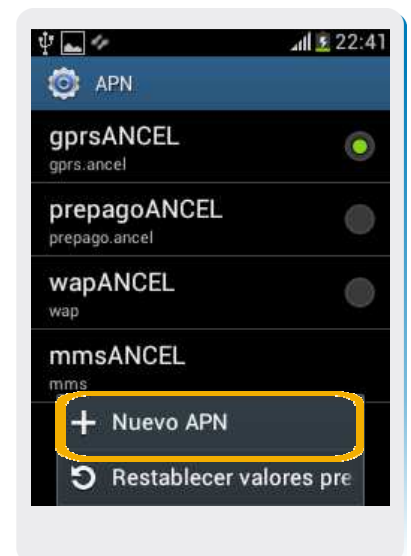 22:41
APN
gprsANCEL
gprs.ancel
prepagoANCEL
prepago.ancel
wapANCEL
wap
mmsANCEL
mms
Nuevo APN
Restablecer valores pre